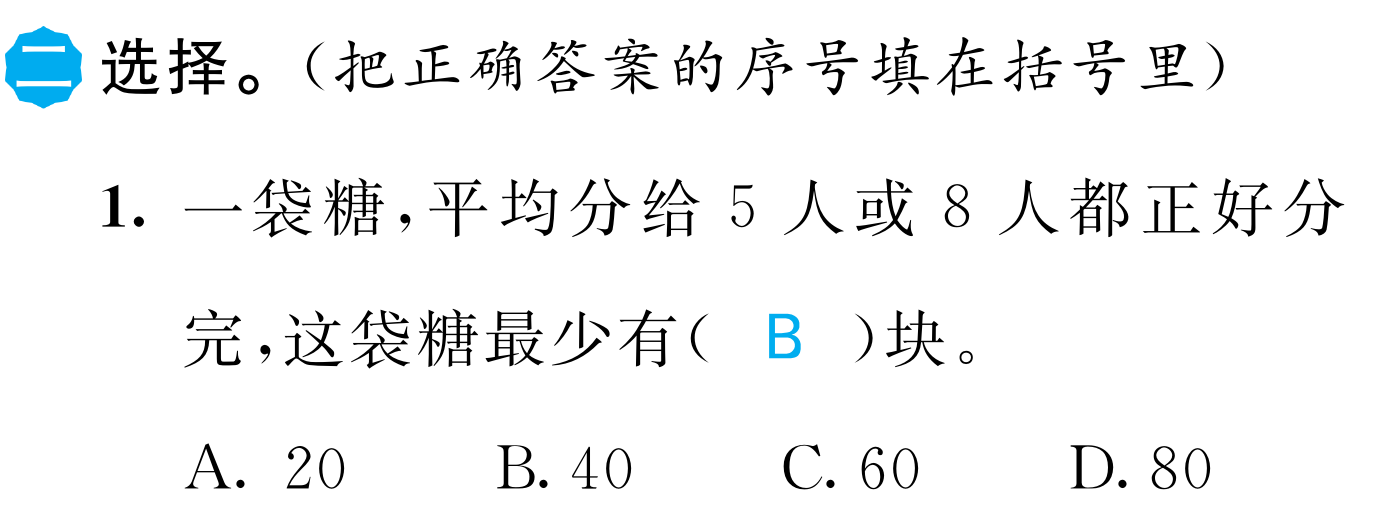 二 选择。(把正确答案的序号填在括号里)
1. 一袋糖,平均分给 5 人或 8 人都正好分
完,这袋糖最少有( B )块。
A. 20 B. 40 C. 60 D. 80